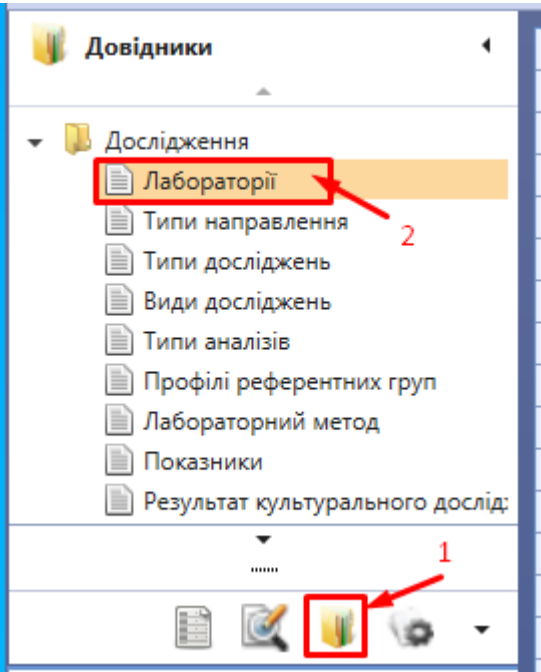 Довідники
Дослідження
Лабораторії
2
Типи направлення
Типи досліджень
Види досліджень
Типи аналізів
Профілі референтних груп
Лабораторний метод
Показники
Результат культурального дослід:
1